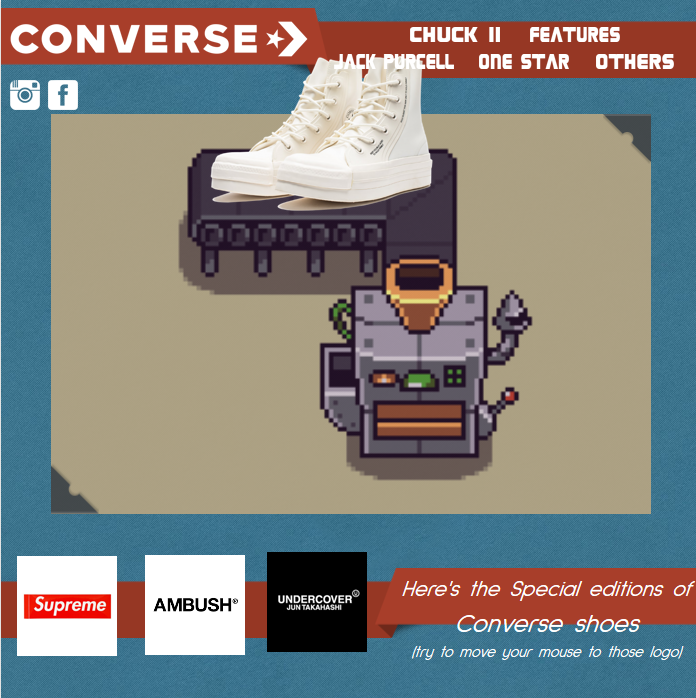 CONVERSE
CHUCK II FEATURES
JACK PURCELL ONE STAR OTHERS
Supreme
AMBUSH®
UNDERCOVER
JUN TAKAHASHI
Here's the Special editions of
Converse shoes
(try to move your mouse to those logo)